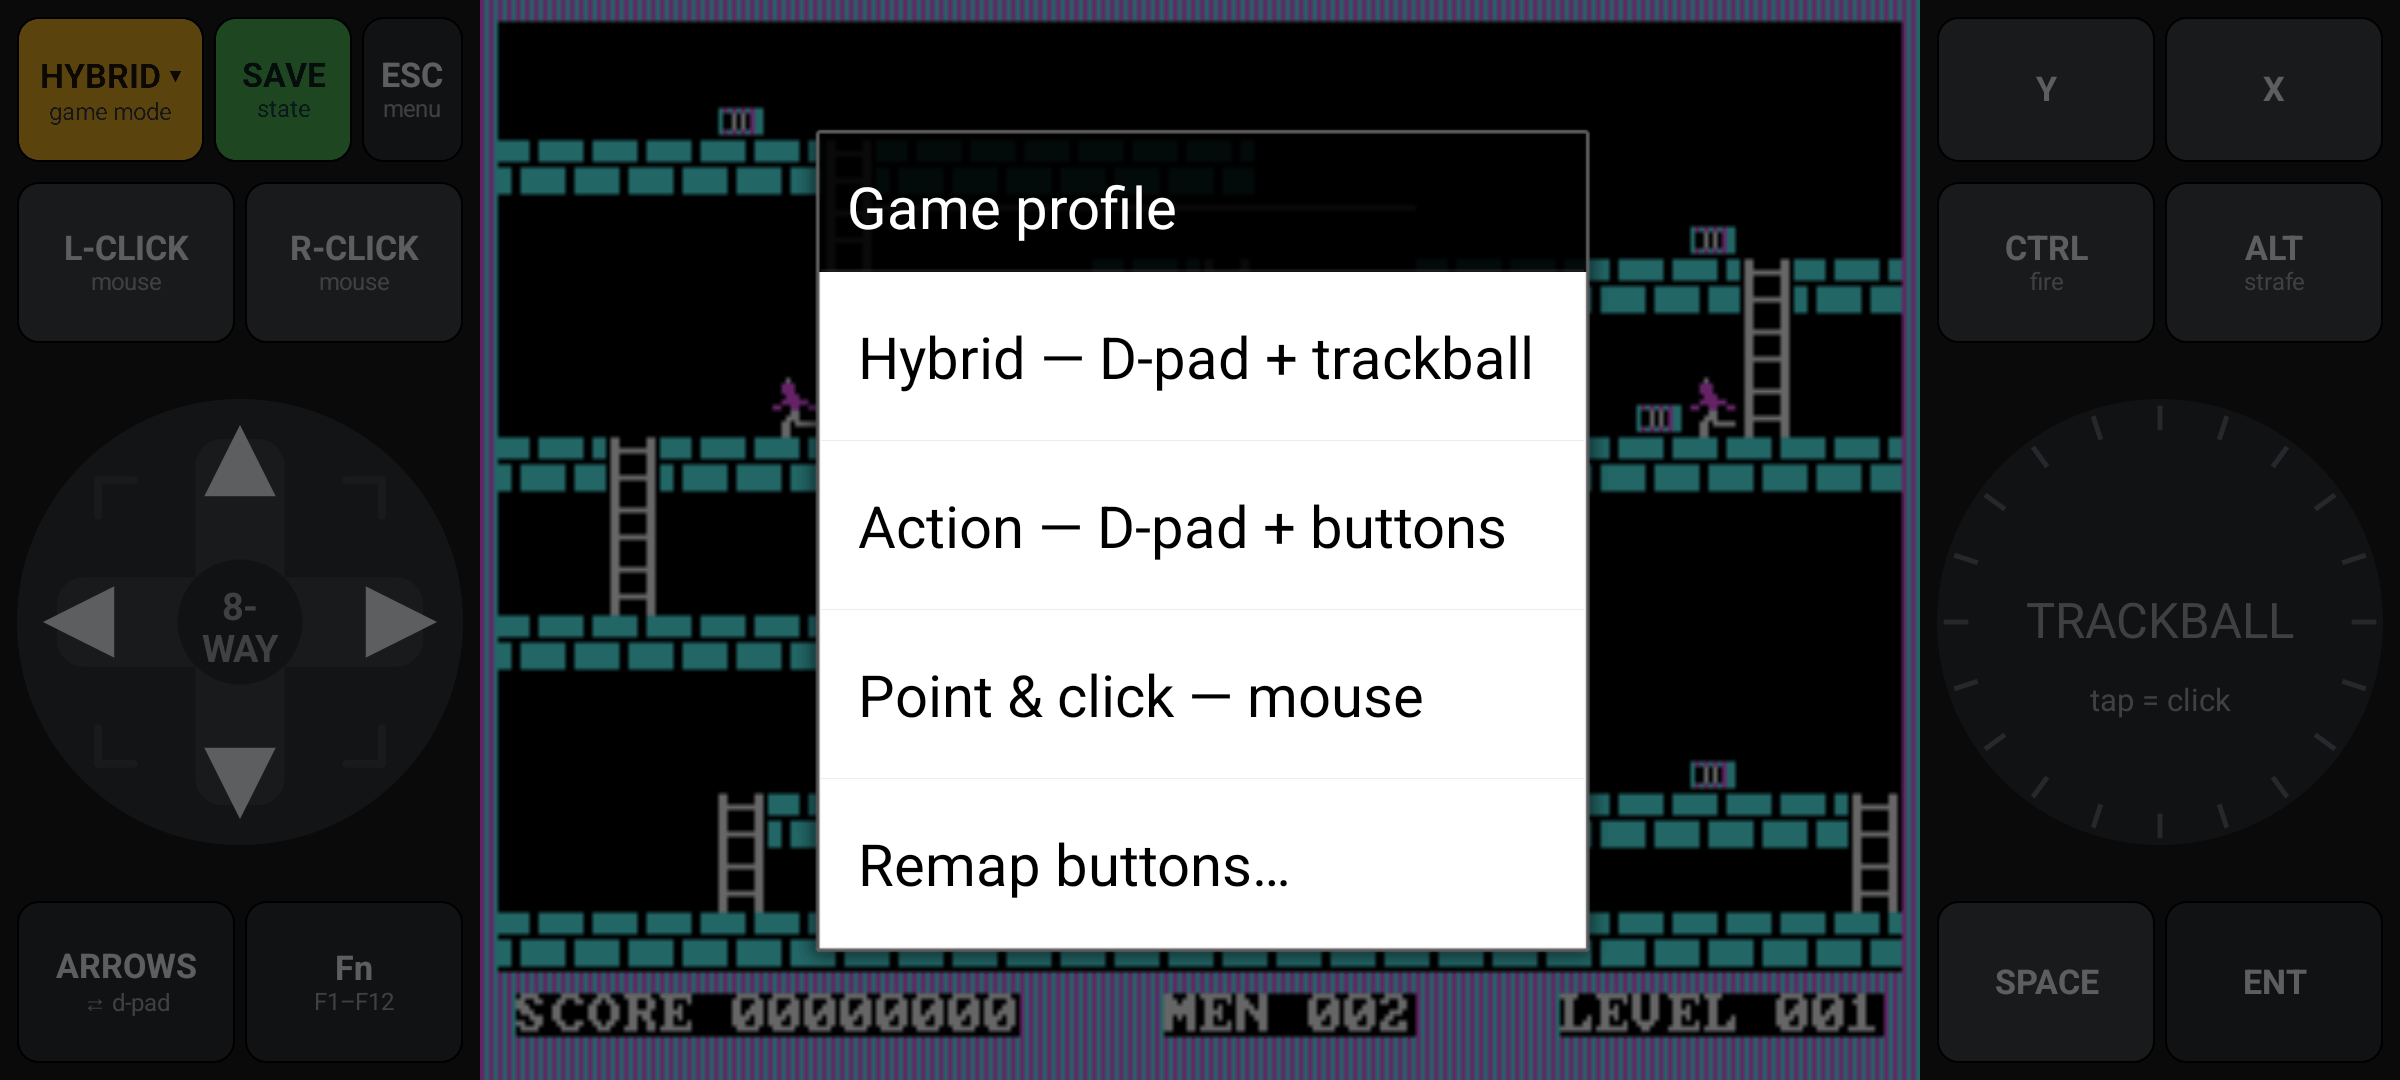 HYBRID ▾
game mode
SAVE
state
ESC
menu
L-CLICK
mouse
R-CLICK
mouse
8-
WAY
ARROWS
⇄ d-pad
Fn
F1–F12
Game profile
Hybrid — D-pad + trackball
Action — D-pad + buttons
Point & click — mouse
Remap buttons...
SCORE 00000000 MEN 002 LEVEL 001
Y
X
CTRL
fire
ALT
strafe
TRACKBALL
tap = click
SPACE
ENT